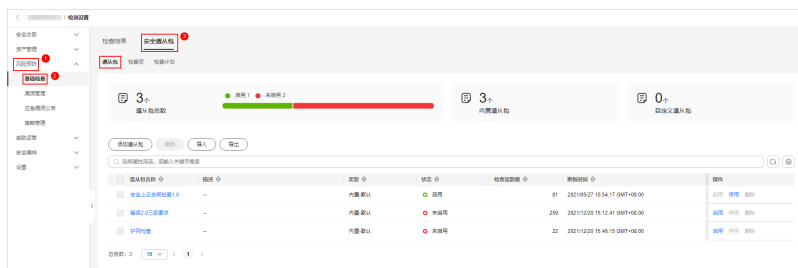 / 检测设置
安全态势
资产管理
风险预防 1
基线检查 2
漏洞管理
应急漏洞公告
策略管理
威胁运营
安全编排
设置
检查结果 安全遵从包 3
遵从包 检查项 检查计划
3个
遵从包总数
启用 1 未启用 2
3个
内置遵从包
0个
自定义遵从包
添加遵从包 删除 导入 导出
选择属性筛选，或输入关键字搜索
遵从包名称 描述 类型 状态 检查项数量 更新时间 操作
安全上云合规检查1.0 -- 内置-默认 启用 81 2021/05/27 15:54:17 GMT+08:00 启用 停用 删除
等保2.0三级要求 -- 内置-默认 未启用 259 2021/12/20 15:12:41 GMT+08:00 启用 停用 删除
护网检查 -- 内置-默认 未启用 22 2021/12/20 15:46:15 GMT+08:00 启用 停用 删除
总条数: 3 10 < 1 >